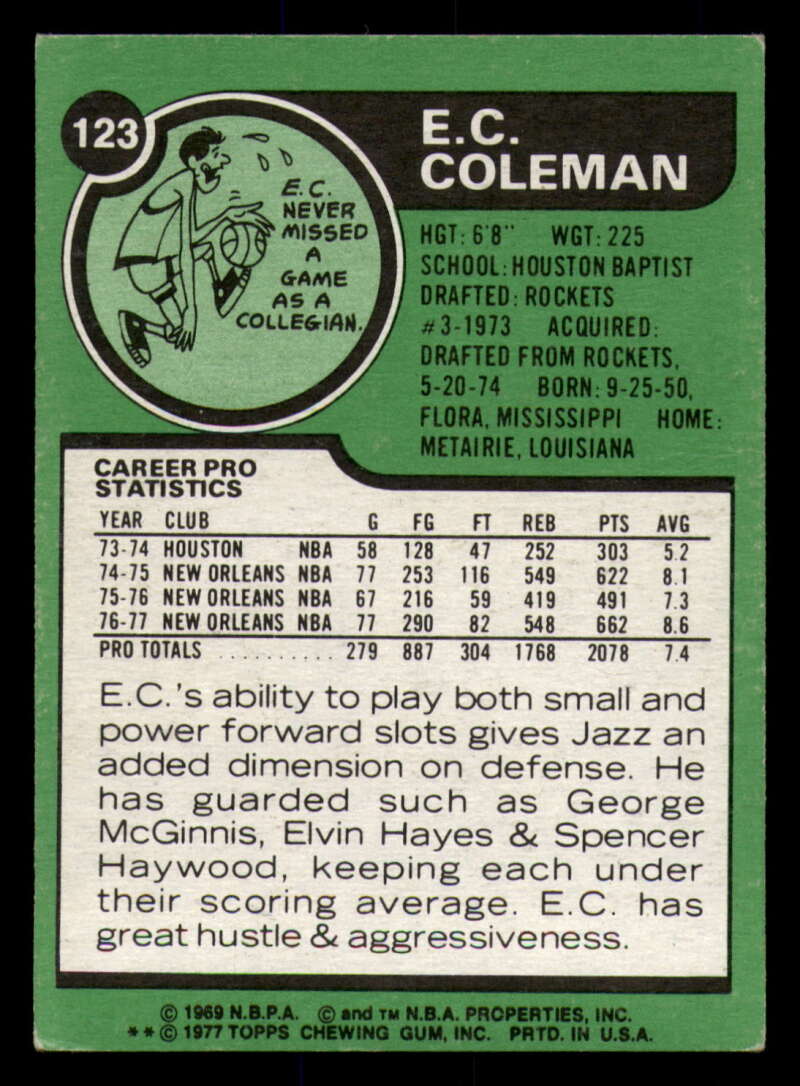 123
E.C.
COLEMAN
E.C.
NEVER
MISSED
A
GAME
AS A
COLLEGIAN.
HGT: 6'8" WGT: 225
SCHOOL: HOUSTON BAPTIST
DRAFTED: ROCKETS
#3-1973 ACQUIRED:
DRAFTED FROM ROCKETS,
5-20-74 BORN: 9-25-50,
FLORA, MISSISSIPPI HOME:
METAIRIE, LOUISIANA
CAREER PRO
STATISTICS
YEAR CLUB G FG FT REB PTS AVG
73-74 HOUSTON NBA 58 128 47 252 303 5.2
74-75 NEW ORLEANS NBA 77 253 116 549 622 8.1
75-76 NEW ORLEANS NBA 67 216 59 419 491 7.3
76-77 NEW ORLEANS NBA 77 290 82 548 662 8.6
PRO TOTALS .......... 279 887 304 1768 2078 7.4
E.C.'s ability to play both small and
power forward slots gives Jazz an
added dimension on defense. He
has guarded such as George
McGinnis, Elvin Hayes & Spencer
Haywood, keeping each under
their scoring average. E.C. has
great hustle & aggressiveness.
© 1969 N.B.P.A. © and TM N.B.A. PROPERTIES, INC.
**© 1977 TOPPS CHEWING GUM, INC. PRTD. IN U.S.A.